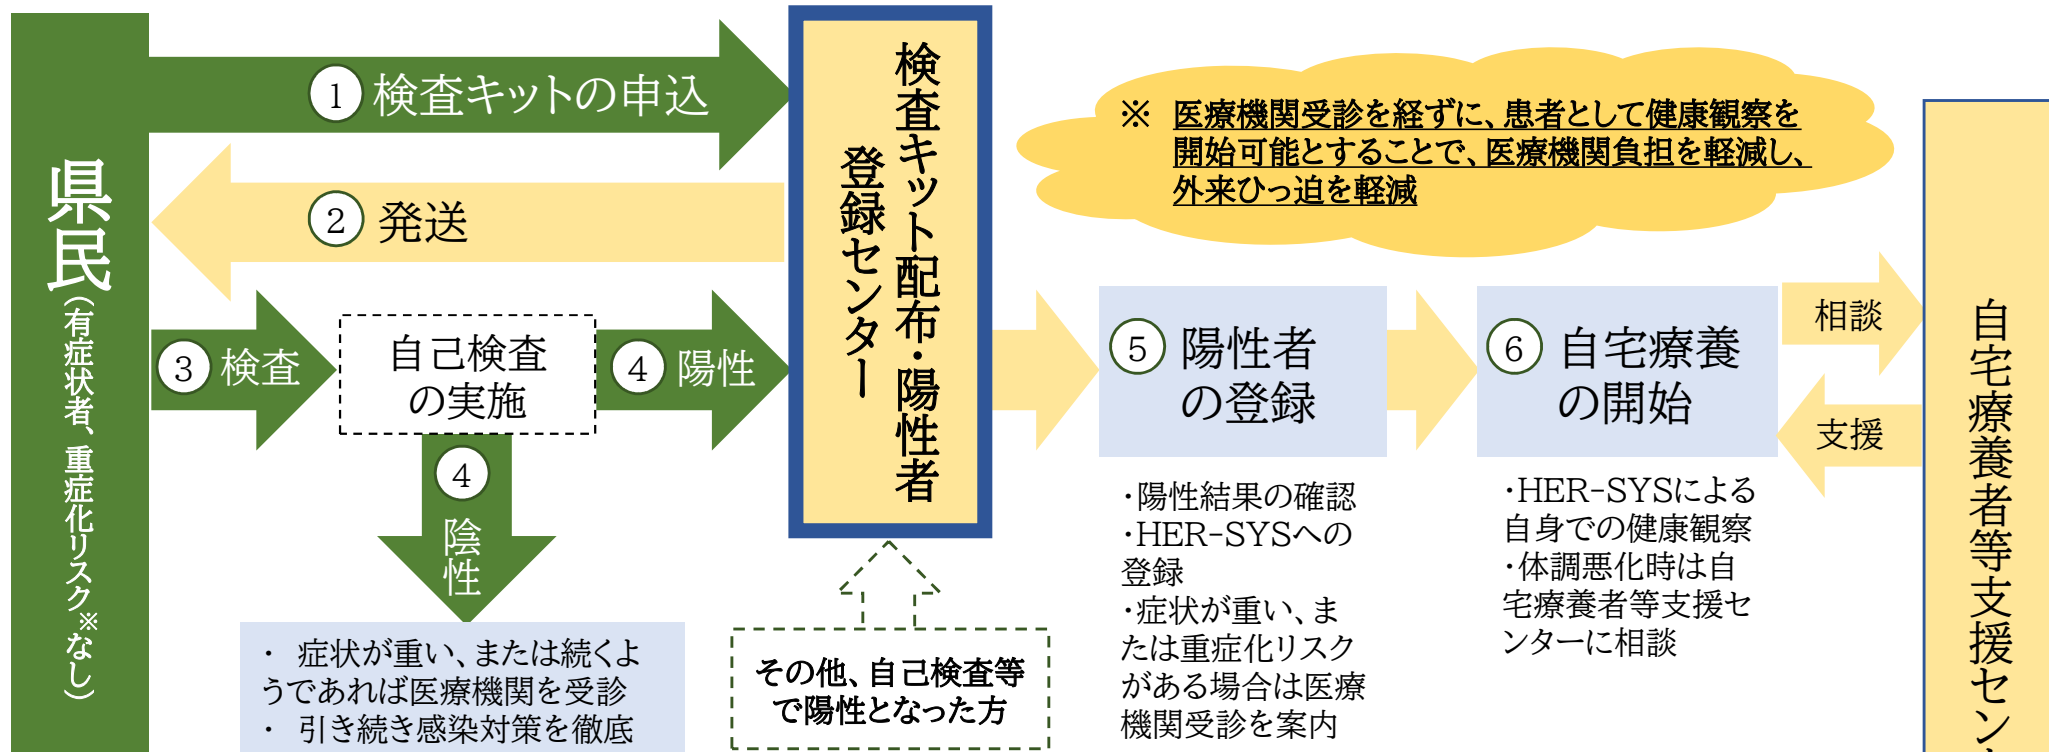 県民
（有症状者、重症化リスク※なし）
① 検査キットの申込
② 発送
③ 検査
自己検査
の実施
④ 陽性
④
陰性
・ 症状が重い、または続くよ
うであれば医療機関を受診
・ 引き続き感染対策を徹底
検査キット配布・陽性者
登録センター
その他、自己検査等
で陽性となった方
※ 医療機関受診を経ずに、患者として健康観察を
開始可能とすることで、医療機関負担を軽減し、
外来ひっ迫を軽減
⑤ 陽性者
の登録
・陽性結果の確認
・HER-SYSへの
登録
・症状が重い、ま
たは重症化リスク
がある場合は医療
機関受診を案内
⑥ 自宅療養
の開始
・HER-SYSによる
自身での健康観察
・体調悪化時は自
宅療養者等支援セ
ンターに相談
相談
支援
自宅療養者等支援セン